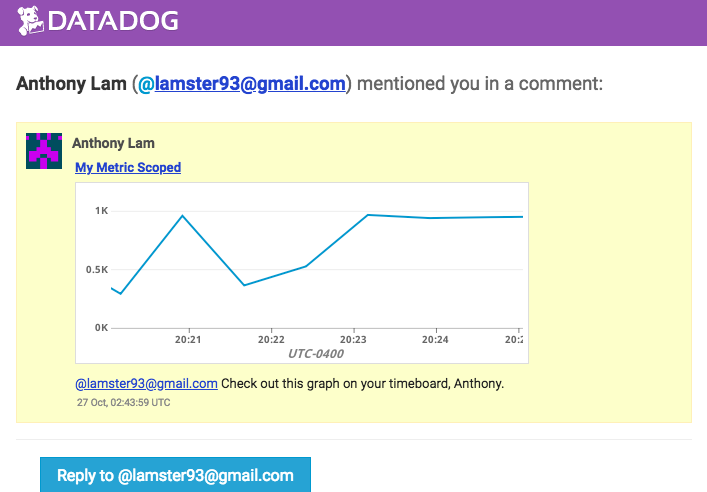 DATADOG
Anthony Lam (@lamster93@gmail.com) mentioned you in a comment:
Anthony Lam
My Metric Scoped
1K
0.5K
0K
20:21 20:22 20:23 20:24 20:2
UTC-0400
@lamster93@gmail.com Check out this graph on your timeboard, Anthony.
27 Oct, 02:43:59 UTC
Reply to @lamster93@gmail.com